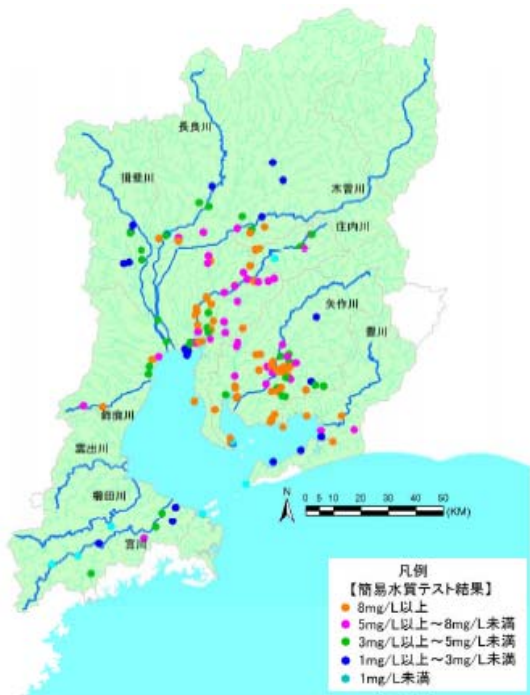 長良川
揖斐川
木曽川
庄内川
矢作川
豊川
鈴鹿川
雲出川
櫛田川
宮川
N
0 5 10 20 30 40 50
(KM)
凡例
【簡易水質テスト結果】
8mg/L以上
5mg/L以上～8mg/L未満
3mg/L以上～5mg/L未満
1mg/L以上～3mg/L未満
1mg/L未満